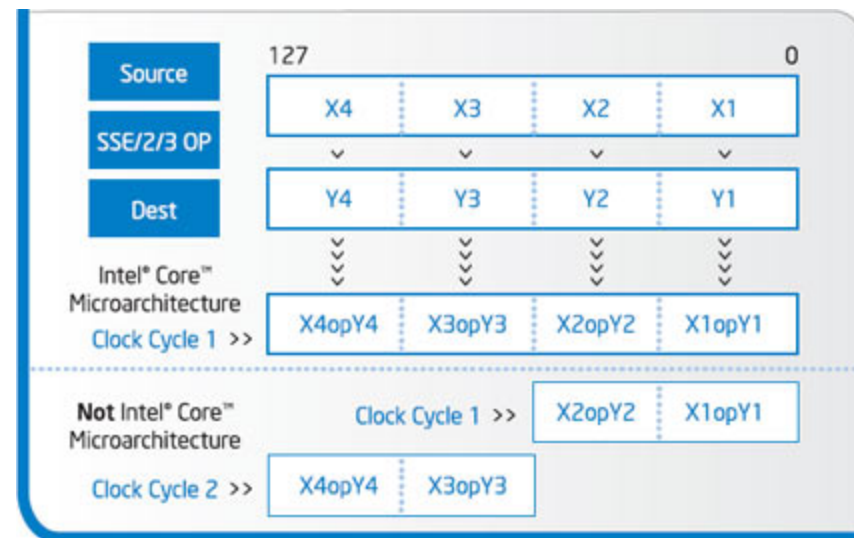 Source
127 0
X4 X3 X2 X1
SSE/2/3 OP
Dest
Y4 Y3 Y2 Y1
Intel® Core™
Microarchitecture
Clock Cycle 1 >>
X4opY4 X3opY3 X2opY2 X1opY1
Not Intel® Core™
Microarchitecture
Clock Cycle 1 >> X2opY2 X1opY1
Clock Cycle 2 >> X4opY4 X3opY3